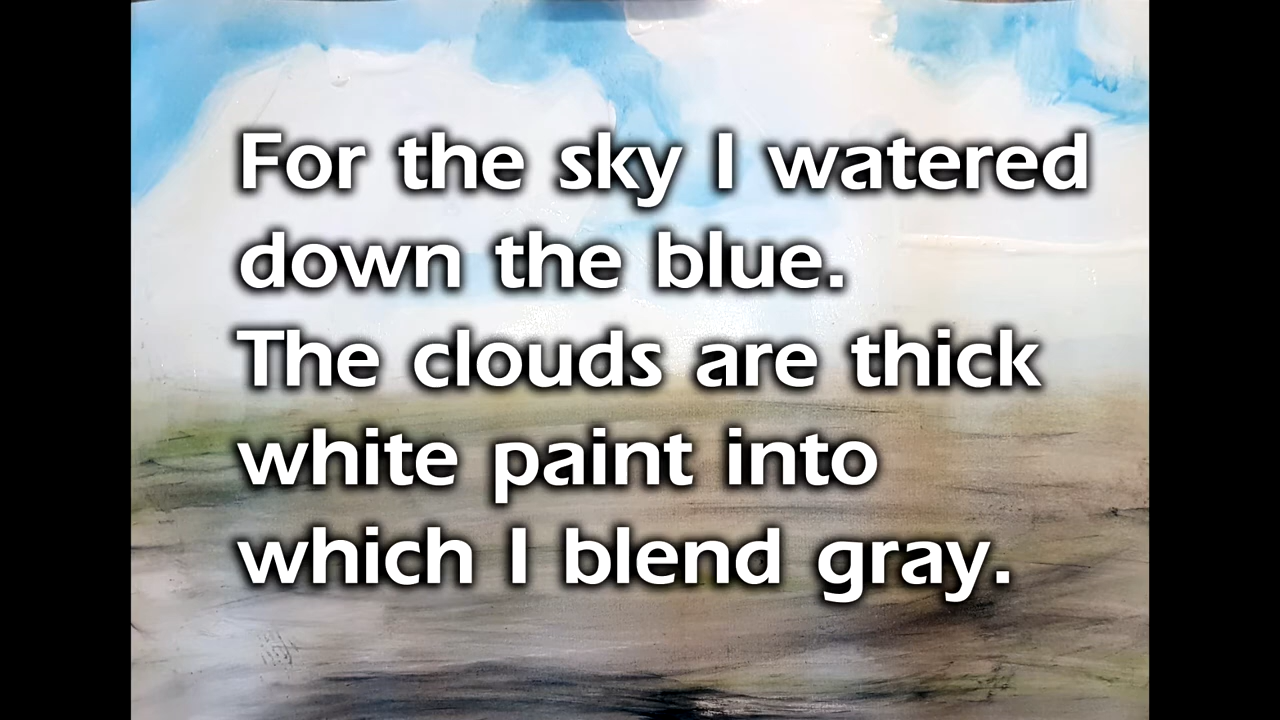 For the sky I watered
down the blue.
The clouds are thick
white paint into
which I blend gray.